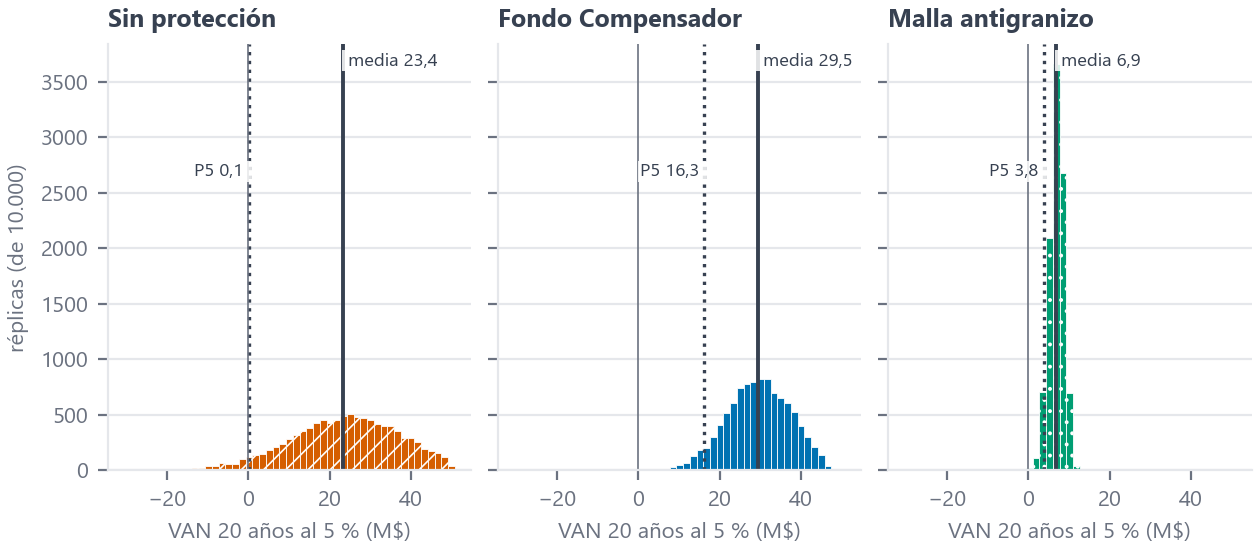 Sin protección
Fondo Compensador
Malla antigranizo
media 23,4
media 29,5
media 6,9
P5 0,1
P5 16,3
P5 3,8
réplicas (de 10.000)
3500
3000
2500
2000
1500
1000
500
0
−20 0 20 40
−20 0 20 40
−20 0 20 40
VAN 20 años al 5 % (M$)
VAN 20 años al 5 % (M$)
VAN 20 años al 5 % (M$)